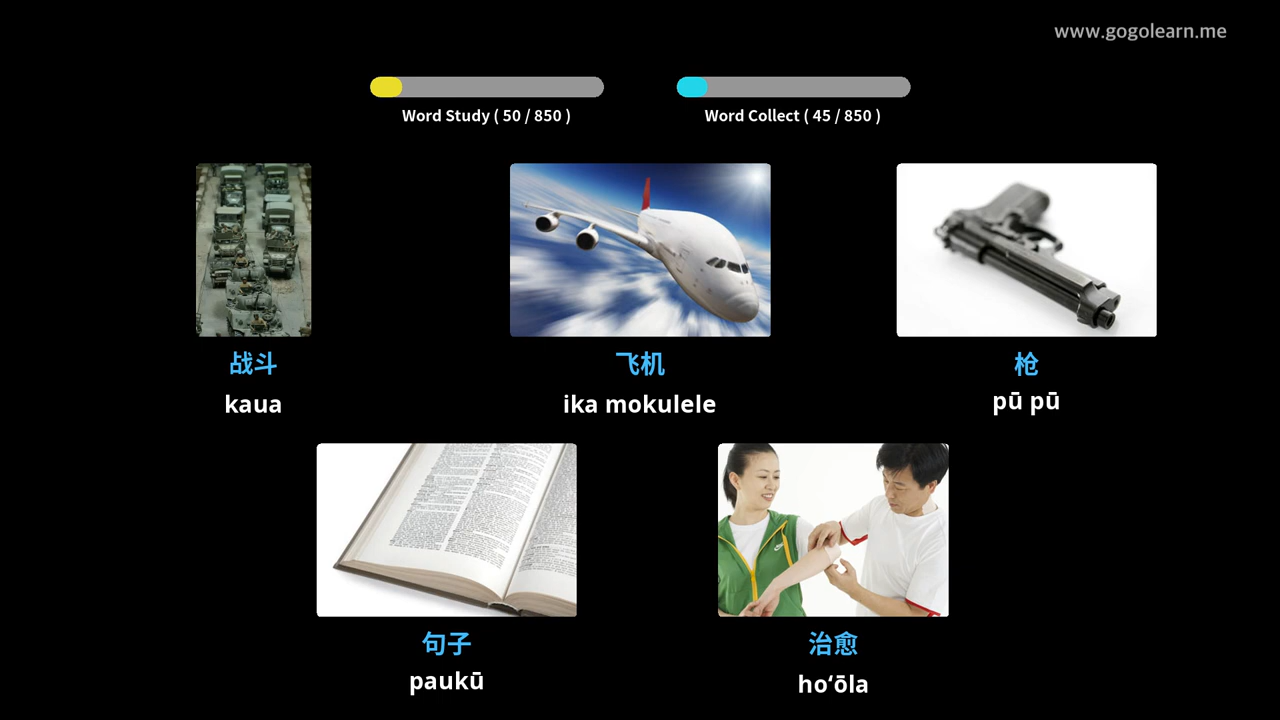 www.gogolearn.me
Word Study ( 50 / 850 )
Word Collect ( 45 / 850 )
战斗
飞机
枪
kaua
ika mokulele
pū pū
句子
治愈
paukū
hoʻōla